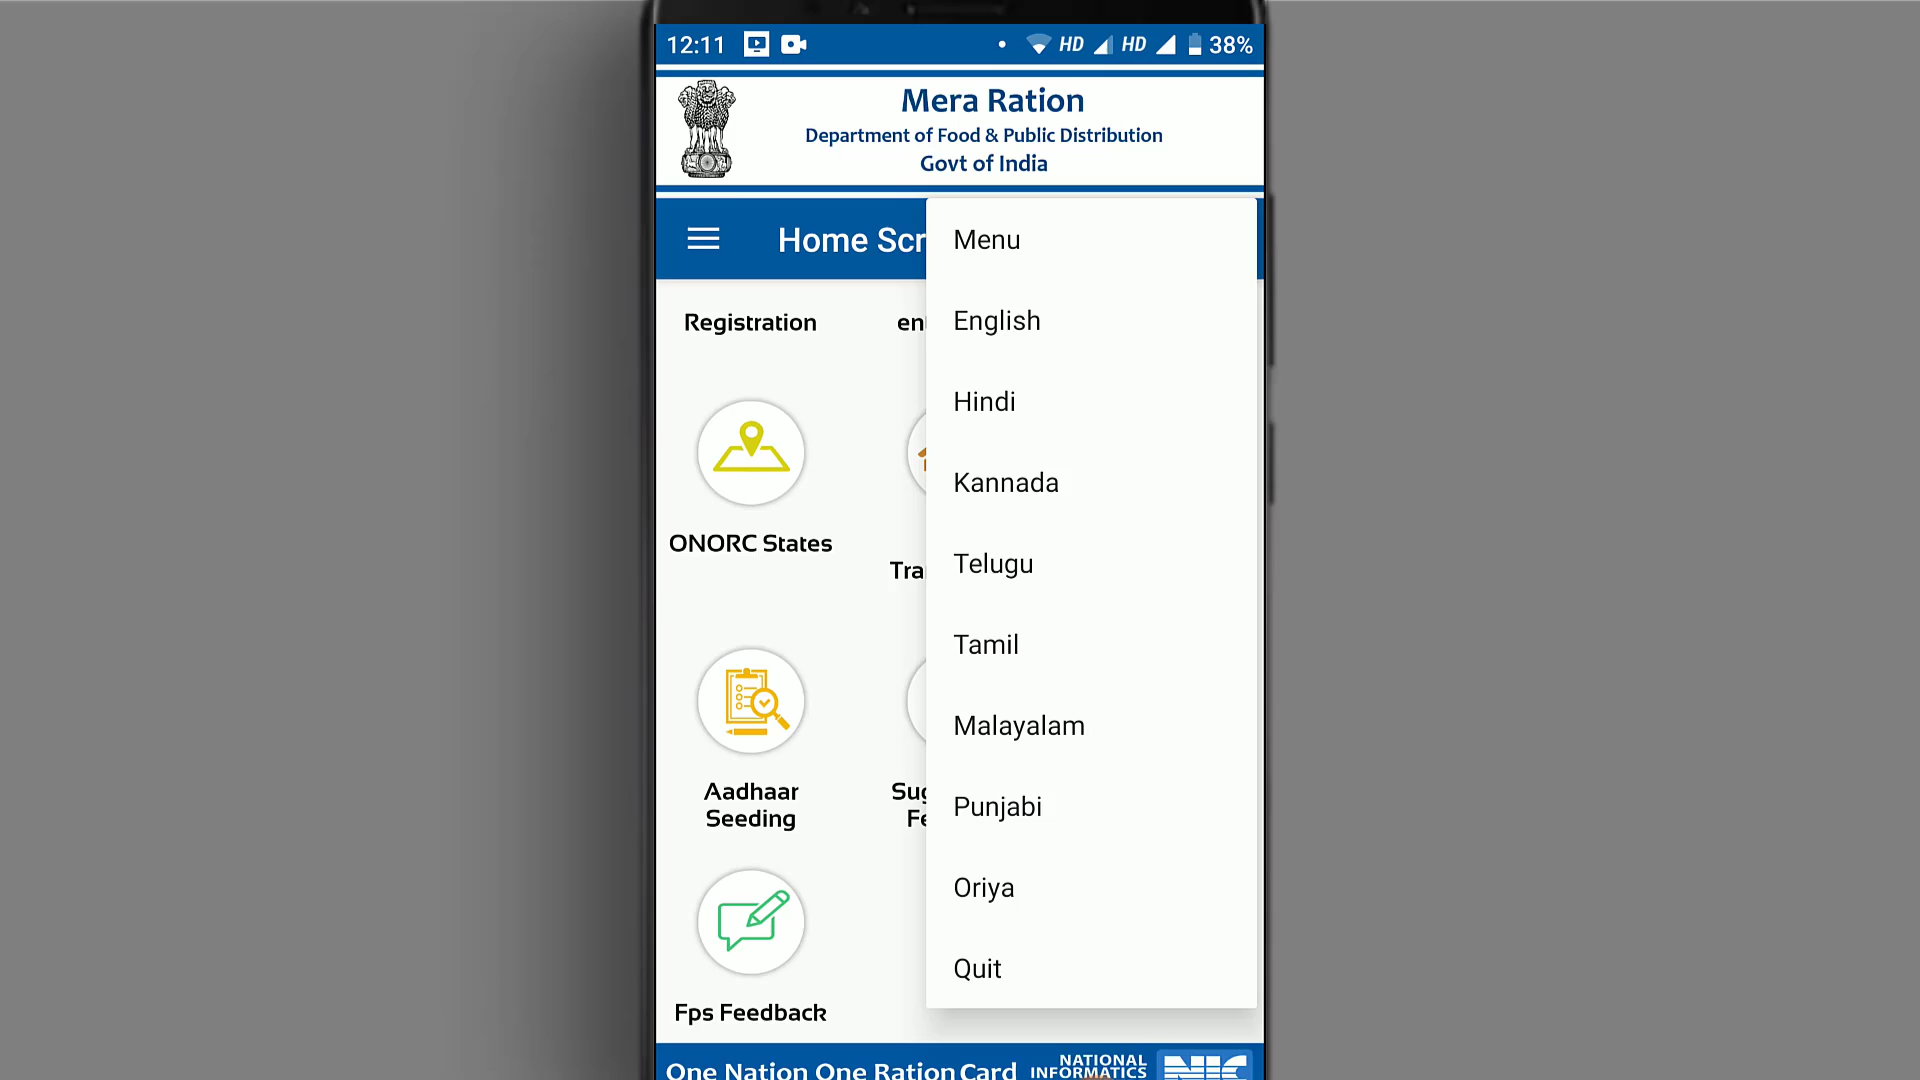 12:11 HD HD 38%
Mera Ration
Department of Food & Public Distribution
Govt of India
Home Scr
Menu
English
Hindi
Kannada
Telugu
Tamil
Malayalam
Punjabi
Oriya
Quit
Registration en
ONORC States
Tra
Aadhaar Sug
Seeding Fe
Fps Feedback
One Nation One Ration Card
NATIONAL
INFORMATICS
NIC